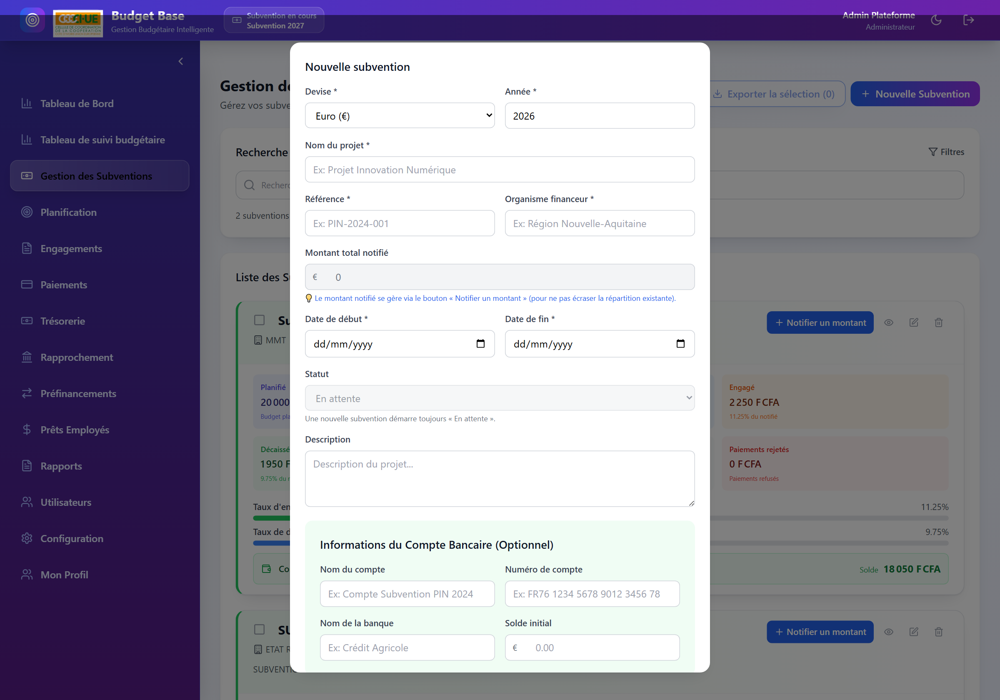 CECCI-UE
CELLULE DE COORDINATION
DE LA COOPERATION
CÔTE D'IVOIRE-UNION EUROPÉENNE
Budget Base
Gestion Budgétaire Intelligente
Subvention en cours
Subvention 2027
Admin Plateforme
Administrateur
Tableau de Bord
Tableau de suivi budgétaire
Gestion des Subventions
Planification
Engagements
Paiements
Trésorerie
Rapprochement
Préfinancements
Prêts Employés
Rapports
Utilisateurs
Configuration
Mon Profil
Gestion de
Gérez vos subve
Exporter la sélection (0)
+ Nouvelle Subvention
Recherche
Filtres
Recherc
2 subventions
Liste des S
Su
MMT
+ Notifier un montant
Planifié
20 000
Budget pla
Engagé
2 250 F CFA
11.25% du notifié
Décaissé
1 950 F
9.75% du n
Paiements rejetés
0 F CFA
Paiements refusés
Taux d'en
11.25%
Taux de d
9.75%
Co
Solde 18 050 F CFA
SU
ETAT R
SUBVENTIO
+ Notifier un montant
Nouvelle subvention
Devise *
Année *
Euro (€)
2026
Nom du projet *
Ex: Projet Innovation Numérique
Référence *
Organisme financeur *
Ex: PIN-2024-001
Ex: Région Nouvelle-Aquitaine
Montant total notifié
€ 0
Le montant notifié se gère via le bouton « Notifier un montant » (pour ne pas écraser la répartition existante).
Date de début *
Date de fin *
dd/mm/yyyy
dd/mm/yyyy
Statut
En attente
Une nouvelle subvention démarre toujours « En attente ».
Description
Description du projet...
Informations du Compte Bancaire (Optionnel)
Nom du compte
Numéro de compte
Ex: Compte Subvention PIN 2024
Ex: FR76 1234 5678 9012 3456 78
Nom de la banque
Solde initial
Ex: Crédit Agricole
€ 0.00